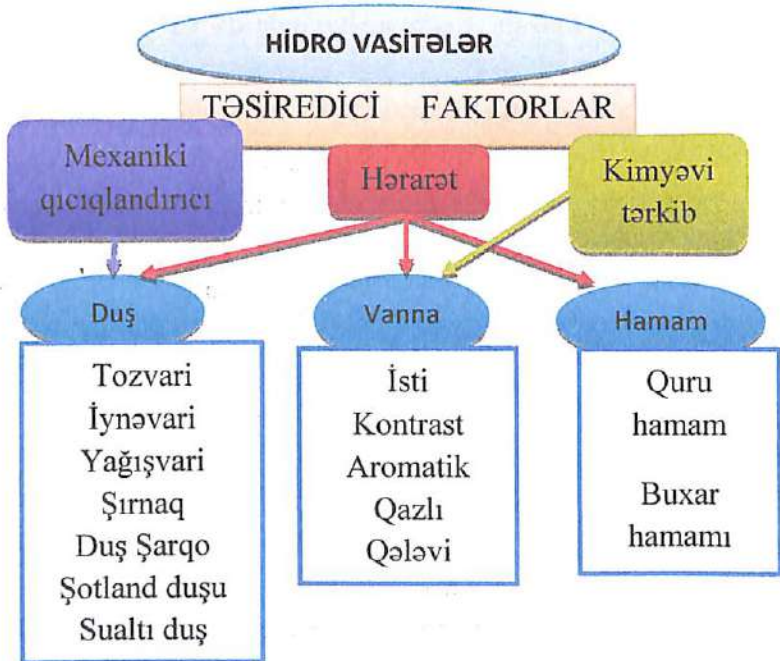 HİDRO VASİTƏLƏR
TƏSİREDİCİ FAKTORLAR
Mexaniki
qıcıqlandırıcı
Hərarət
Kimyəvi
tərkib
Duş
Vanna
Hamam
Tozvari
İynəvari
Yağışvari
Şırnaq
Duş Şarqo
Şotland duşu
Sualtı duş
İsti
Kontrast
Aromatik
Qazlı
Qələvi
Quru
hamam
Buxar
hamamı